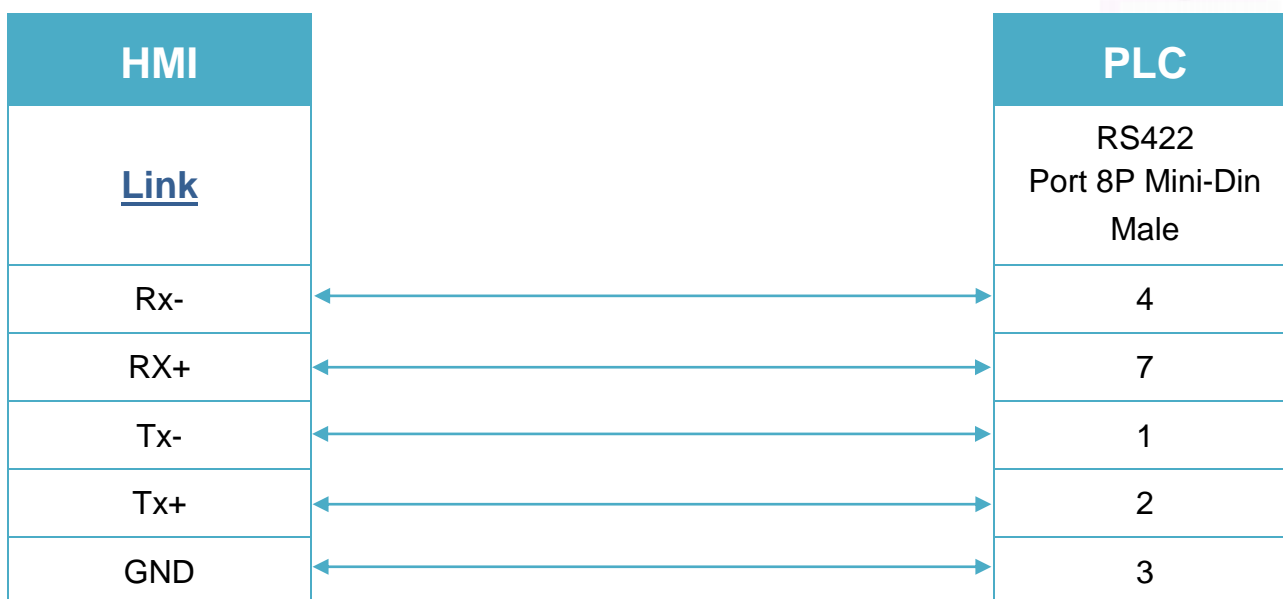 HMI PLC
Link
RS422
Port 8P Mini-Din
Male
Rx- 4
RX+ 7
Tx- 1
Tx+ 2
GND 3